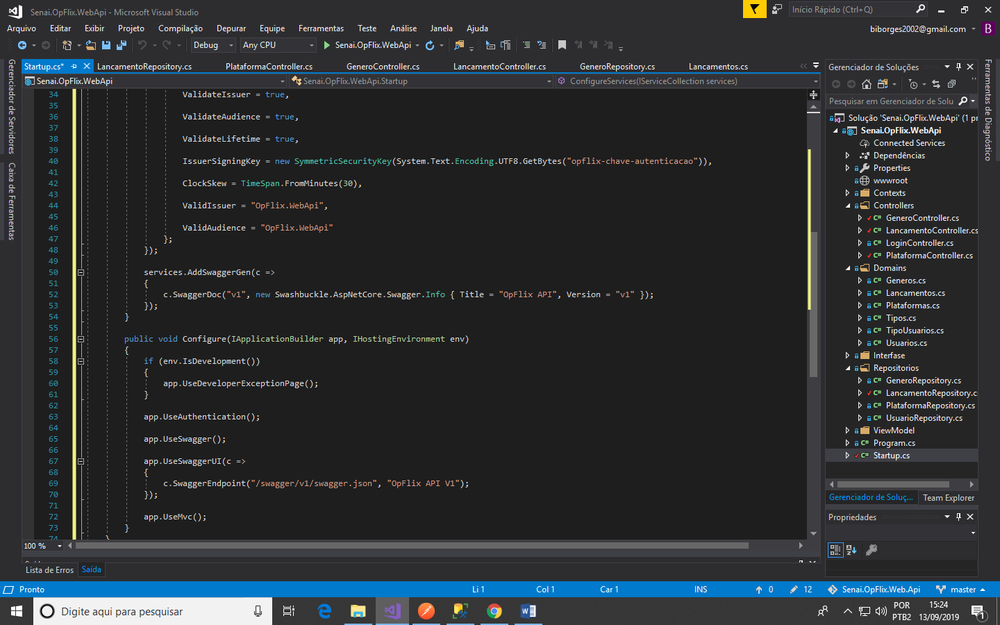 Senai.OpFlix.WebApi - Microsoft Visual Studio
Início Rápido (Ctrl+Q)
Arquivo Editar Exibir Projeto Compilação Depurar Equipe Ferramentas Teste Análise Janela Ajuda
biborges2002@gmail.com B
Debug Any CPU Senai.OpFlix.WebApi
Gerenciador de Servidores
Caixa de Ferramentas
Startup.cs* LancamentoRepository.cs PlataformaController.cs GeneroController.cs LancamentoController.cs GeneroRepository.cs Lancamentos.cs
Senai.OpFlix.WebApi Senai.OpFlix.WebApi.Startup ConfigureServices(IServiceCollection services)
34 ValidateIssuer = true,
35
36 ValidateAudience = true,
37
38 ValidateLifetime = true,
39
40 IssuerSigningKey = new SymmetricSecurityKey(System.Text.Encoding.UTF8.GetBytes("opflix-chave-autenticacao")),
41
42 ClockSkew = TimeSpan.FromMinutes(30),
43
44 ValidIssuer = "OpFlix.WebApi",
45
46 ValidAudience = "OpFlix.WebApi"
47 };
48 });
49
50 services.AddSwaggerGen(c =>
51 {
52 c.SwaggerDoc("v1", new Swashbuckle.AspNetCore.Swagger.Info { Title = "OpFlix API", Version = "v1" });
53 });
54 }
55
56 public void Configure(IApplicationBuilder app, IHostingEnvironment env)
57 {
58 if (env.IsDevelopment())
59 {
60 app.UseDeveloperExceptionPage();
61 }
62
63 app.UseAuthentication();
64
65 app.UseSwagger();
66
67 app.UseSwaggerUI(c =>
68 {
69 c.SwaggerEndpoint("/swagger/v1/swagger.json", "OpFlix API V1");
70 });
71
72 app.UseMvc();
73 }
74 }
100 %
Lista de Erros Saída
Gerenciador de Soluções
Pesquisar em Gerenciador de Solu
Solução 'Senai.OpFlix.WebApi' (1 pr
Senai.OpFlix.WebApi
Connected Services
Dependências
Properties
wwwroot
Contexts
Controllers
C# GeneroController.cs
C# LancamentoController.cs
C# LoginController.cs
C# PlataformaController.cs
Domains
C# Generos.cs
C# Lancamentos.cs
C# Plataformas.cs
C# Tipos.cs
C# TipoUsuarios.cs
C# Usuarios.cs
Interfase
Repositorios
C# GeneroRepository.cs
C# LancamentoRepository.c
C# PlataformaRepository.cs
C# UsuarioRepository.cs
ViewModel
C# Program.cs
C# Startup.cs
Gerenciador de Soluç... Team Explorer
Propriedades
Ferramentas de Diagnóstico
Pronto Li 1 Col 1 Car 1 INS 0 12 Senai.OpFlix.Web.Api master
Digite aqui para pesquisar
POR
PTB2
15:24
13/09/2019
1